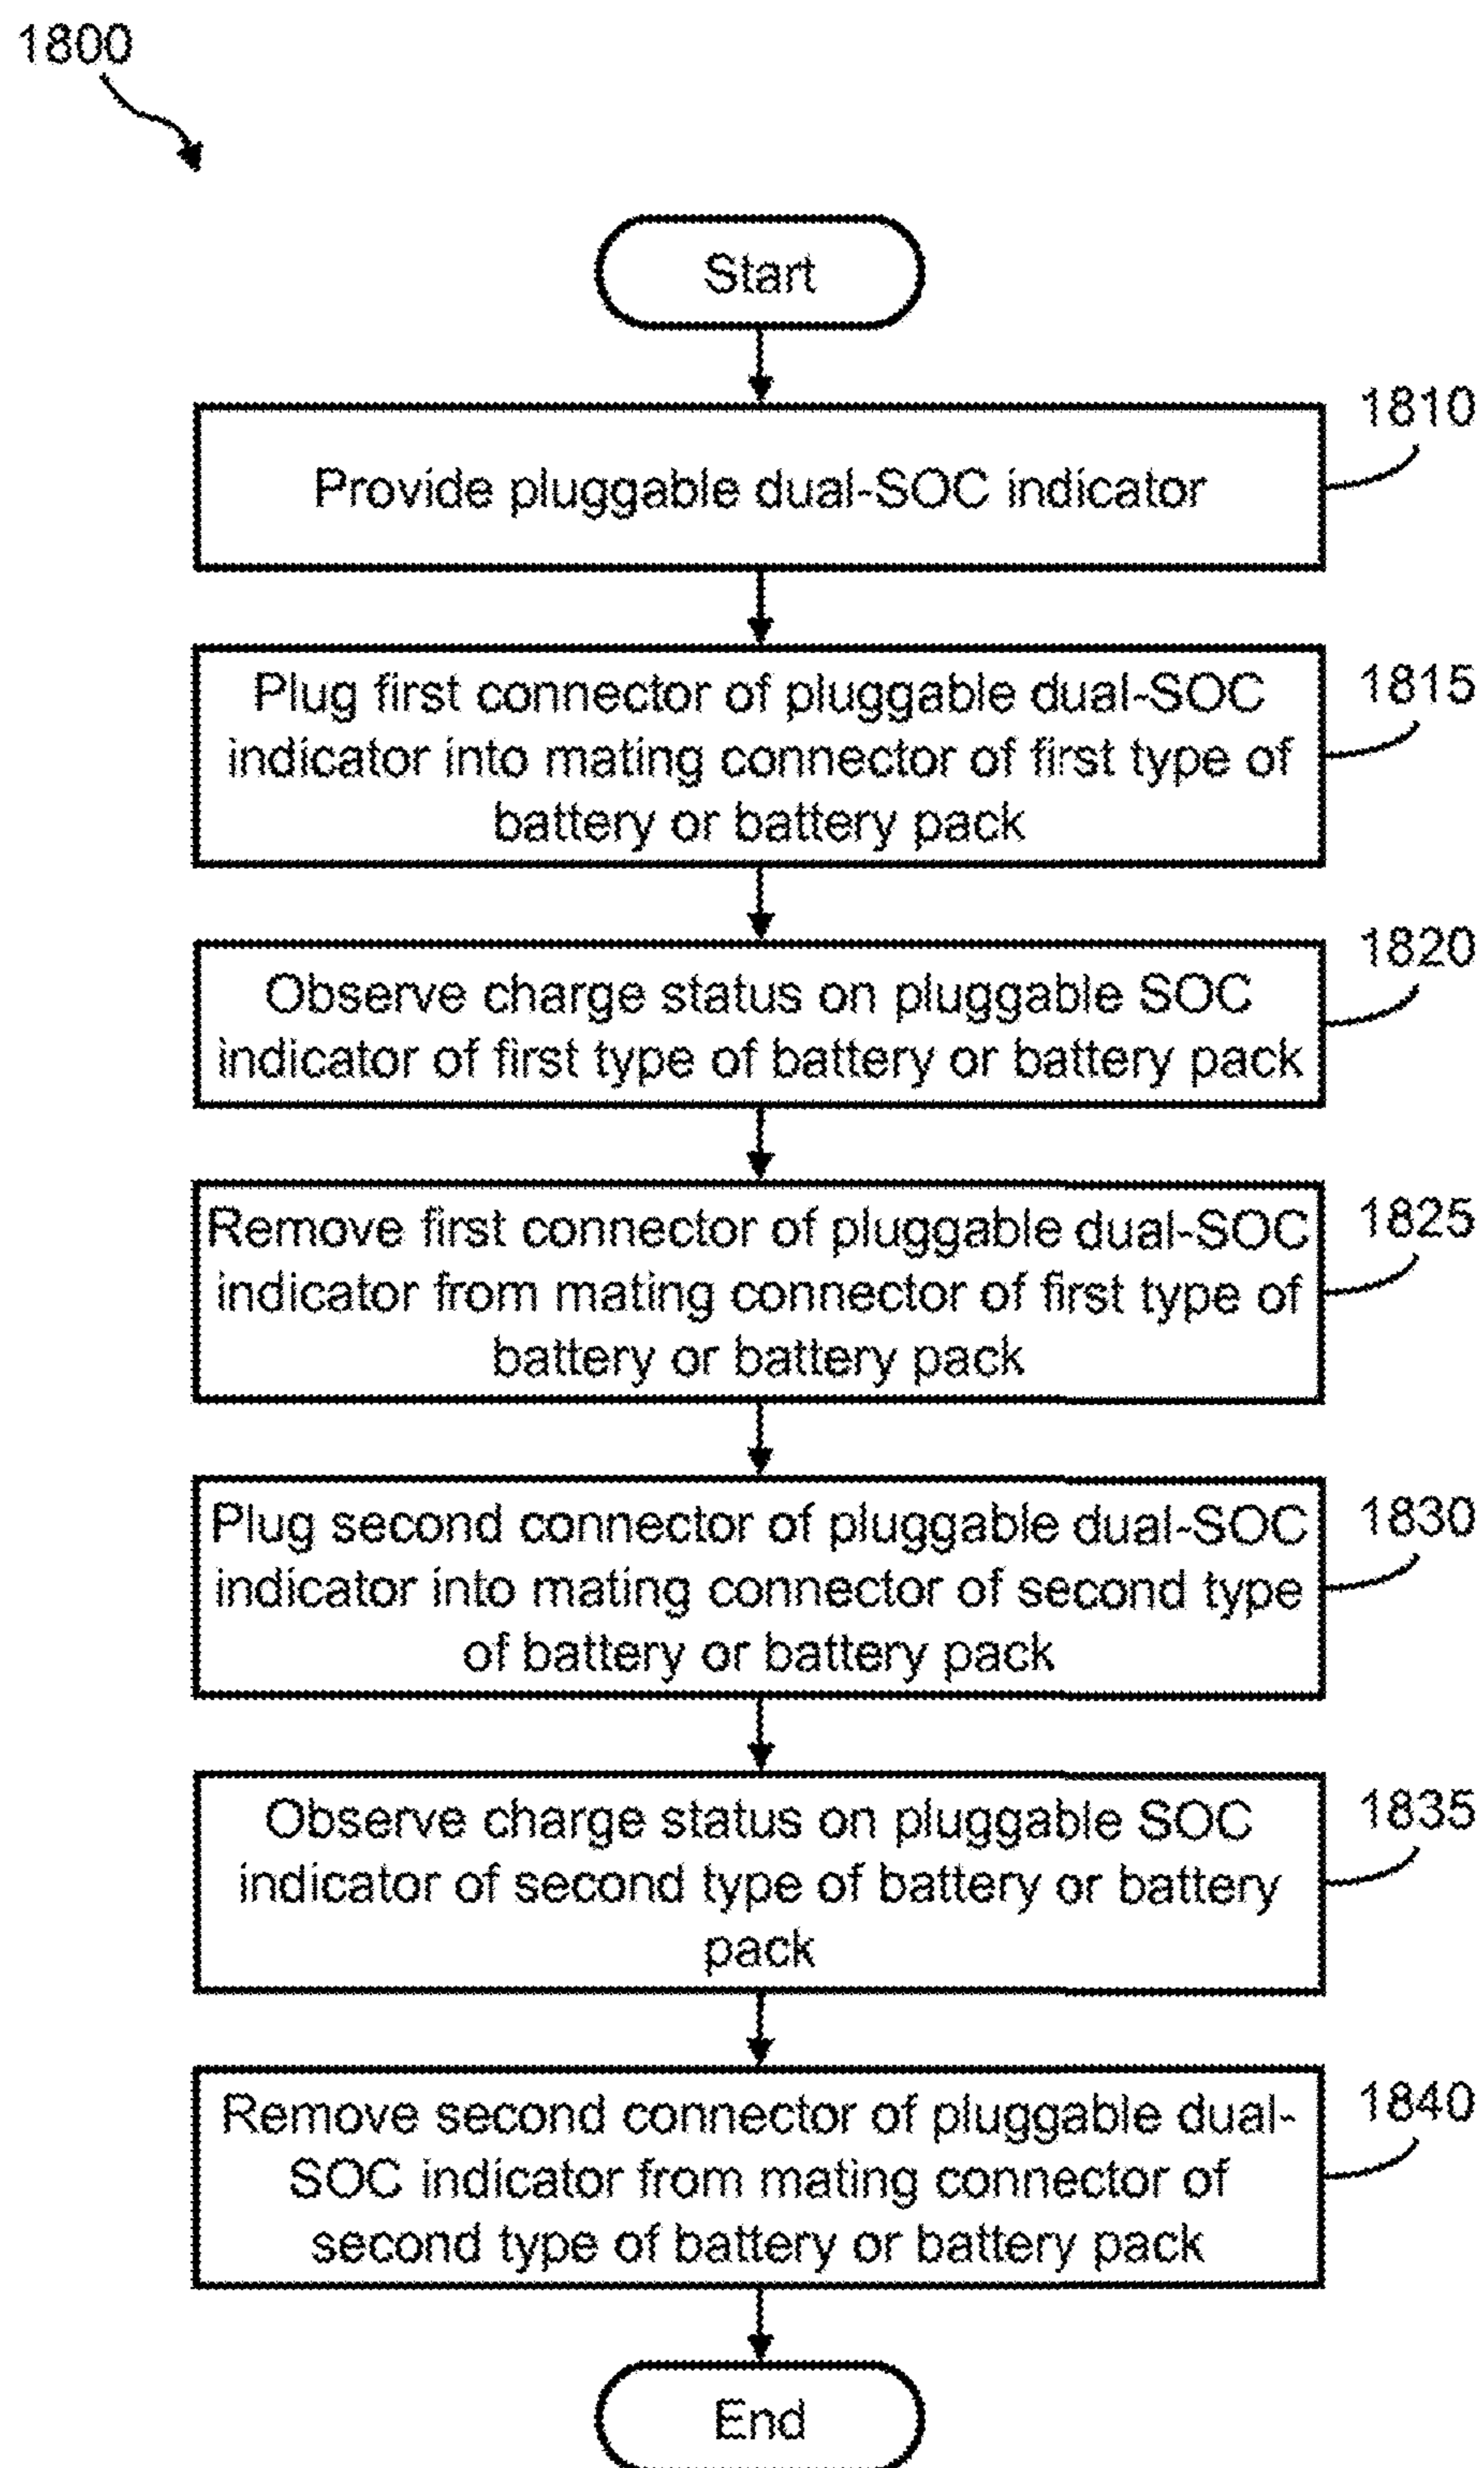 1800
Start
1810
Provide pluggable dual-SOC indicator
1815
Plug first connector of pluggable dual-SOC
indicator into mating connector of first type of
battery or battery pack
1820
Observe charge status on pluggable SOC
indicator of first type of battery or battery pack
1825
Remove first connector of pluggable dual-SOC
indicator from mating connector of first type of
battery or battery pack
1830
Plug second connector of pluggable dual-SOC
indicator into mating connector of second type
of battery or battery pack
1835
Observe charge status on pluggable SOC
indicator of second type of battery or battery
pack
1840
Remove second connector of pluggable dual-
SOC indicator from mating connector of
second type of battery or battery pack
End